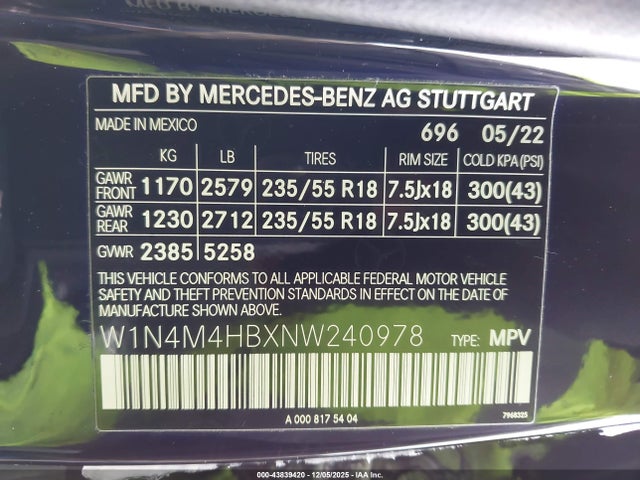 MFD BY MERCEDES-BENZ AG STUTTGART
MADE IN MEXICO 696 05/22
KG LB TIRES RIM SIZE COLD KPA(PSI)
GAWR FRONT 1170 2579 235/55 R18 7.5Jx18 300(43)
GAWR REAR 1230 2712 235/55 R18 7.5Jx18 300(43)
GVWR 2385 5258
THIS VEHICLE CONFORMS TO ALL APPLICABLE FEDERAL MOTOR VEHICLE
SAFETY AND THEFT PREVENTION STANDARDS IN EFFECT ON THE DATE OF
MANUFACTURE SHOWN ABOVE.
W1N4M4HBXNW240978 TYPE: MPV
A 000 817 54 04 7968325
000-43839420 - 12/05/2025 - IAAI.CA